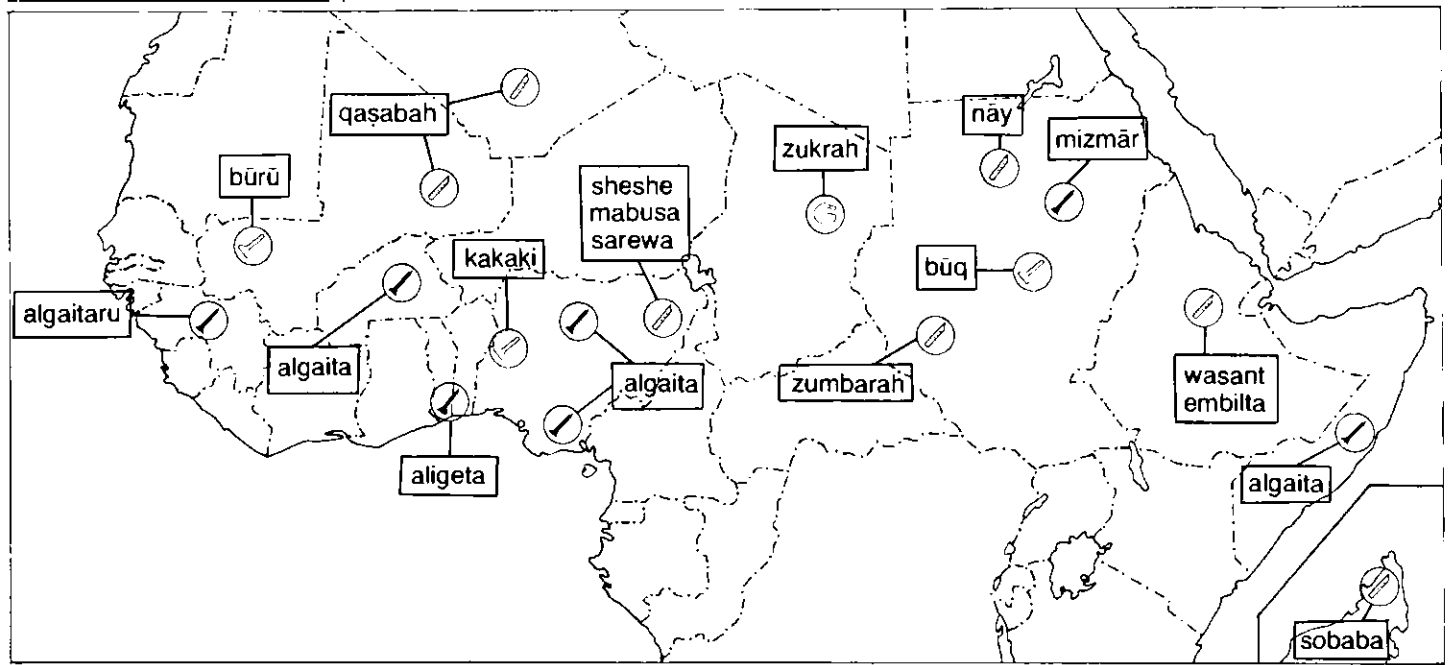 qaṣabah
nāy
mizmār
zukrah
būrū
sheshe
mabusa
sarewa
kakaki
būq
algaitaru
algaita
algaita
zumbarah
wasant
embilta
aligeta
algaita
sobaba